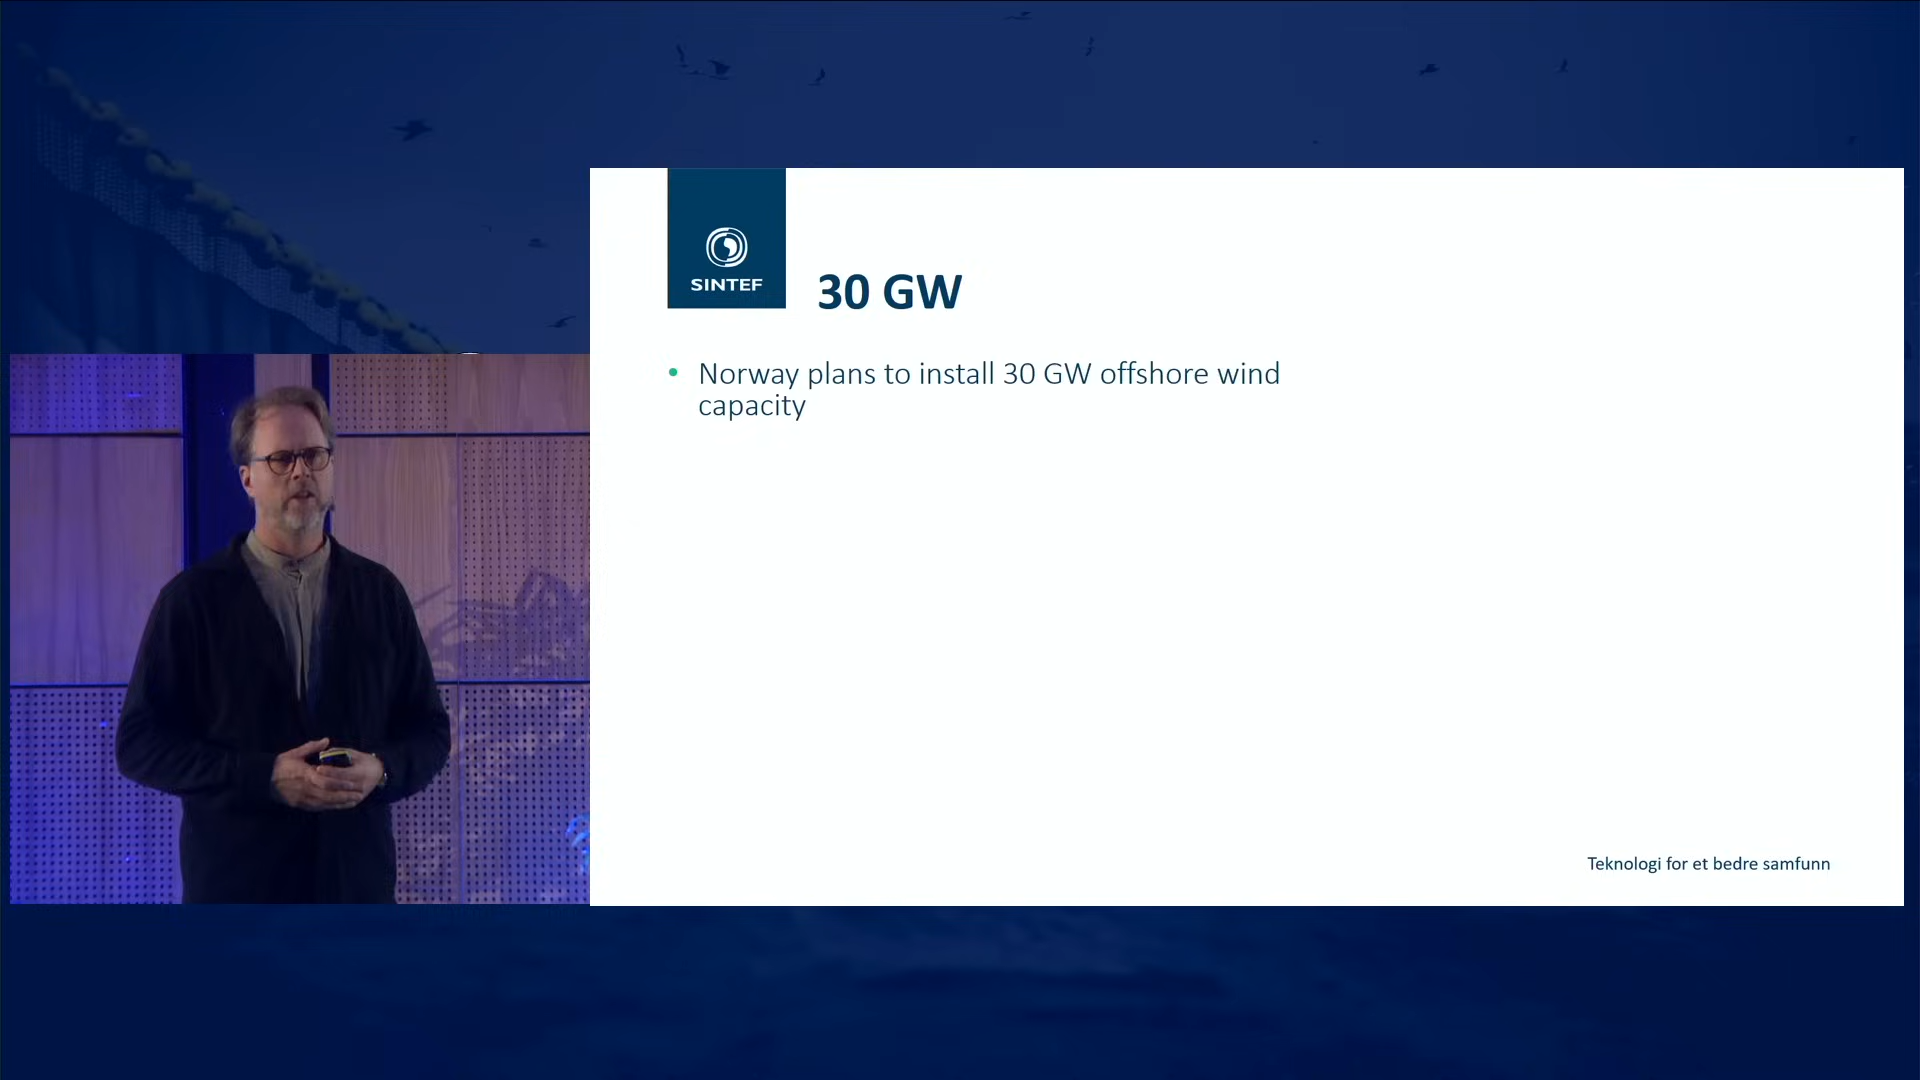 SINTEF
30 GW
• Norway plans to install 30 GW offshore wind
capacity
Teknologi for et bedre samfunn